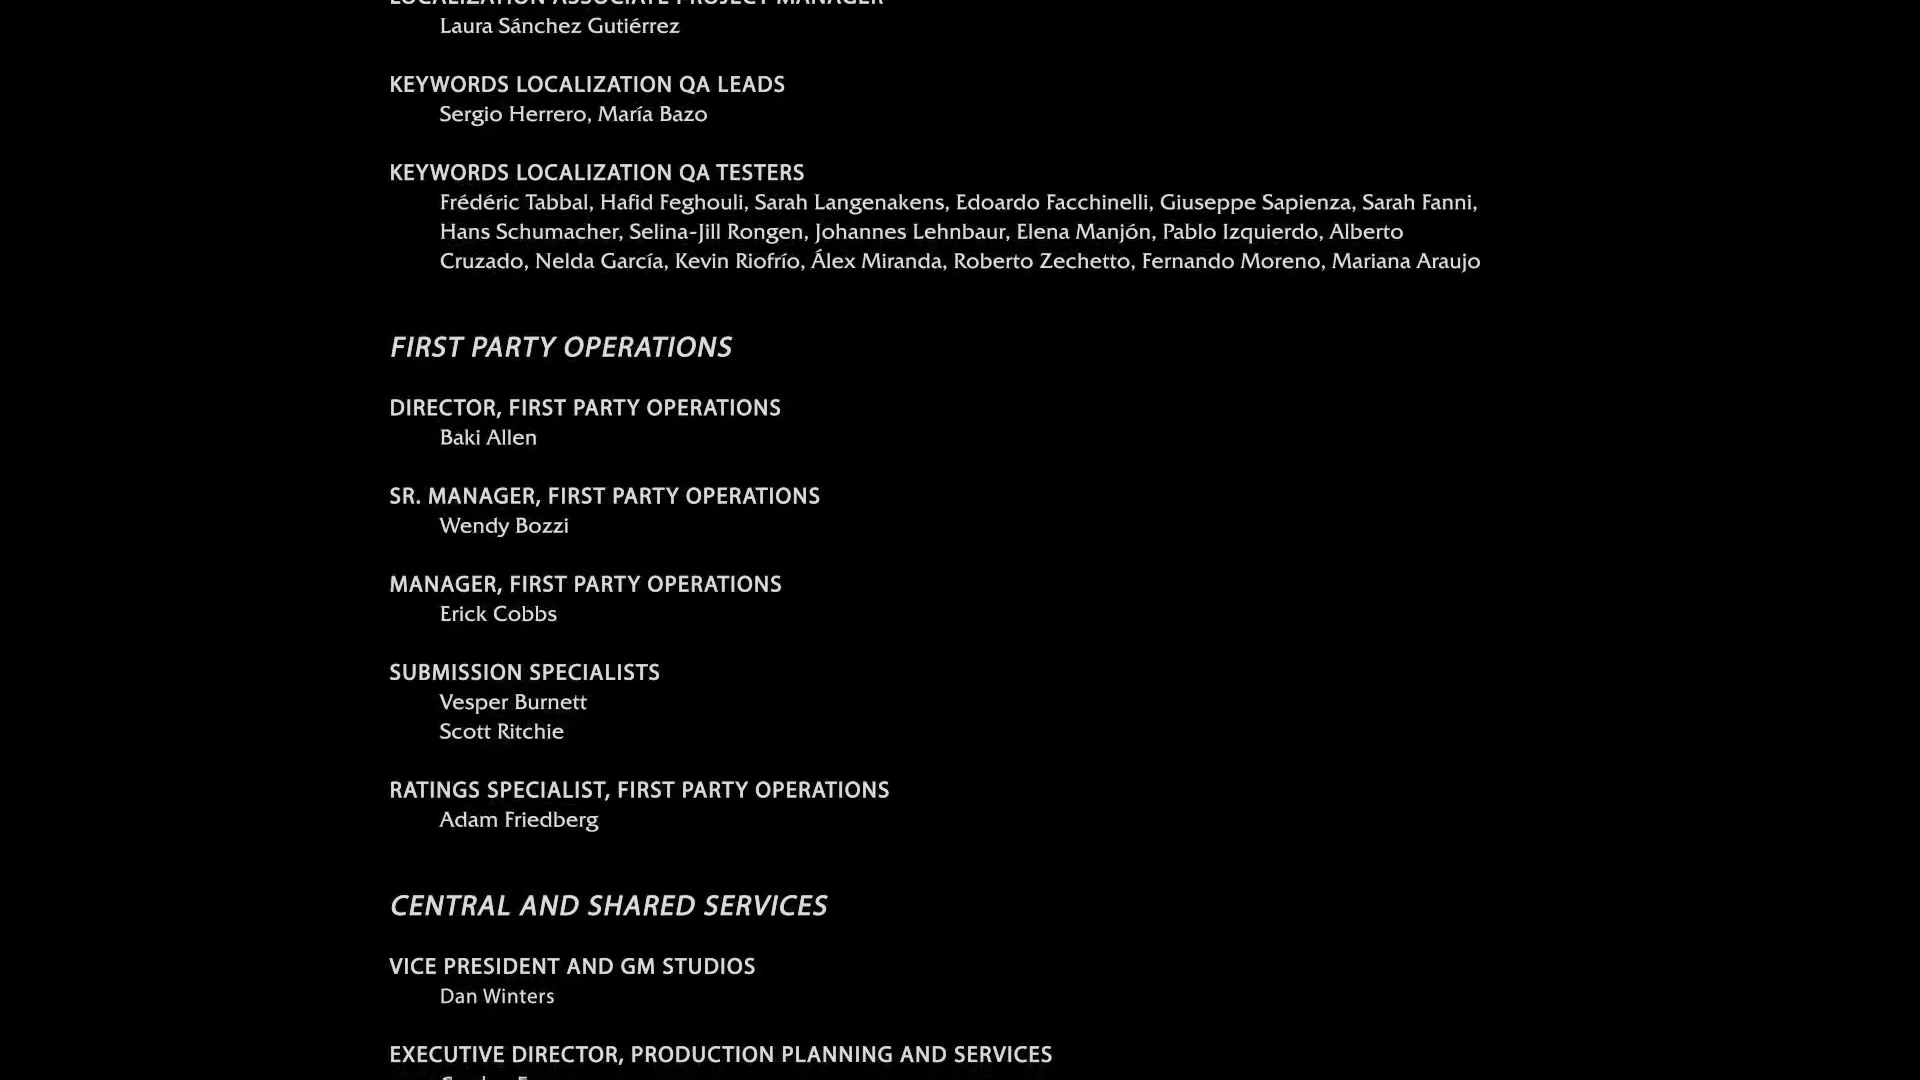 LOCALIZATION ASSOCIATE PROJECT MANAGER
Laura Sánchez Gutiérrez
KEYWORDS LOCALIZATION QA LEADS
Sergio Herrero, María Bazo
KEYWORDS LOCALIZATION QA TESTERS
Frédéric Tabbal, Hafid Feghouli, Sarah Langenakens, Edoardo Facchinelli, Giuseppe Sapienza, Sarah Fanni,
Hans Schumacher, Selina-Jill Rongen, Johannes Lehnbaur, Elena Manjón, Pablo Izquierdo, Alberto
Cruzado, Nelda García, Kevin Riofrío, Álex Miranda, Roberto Zechetto, Fernando Moreno, Mariana Araujo
FIRST PARTY OPERATIONS
DIRECTOR, FIRST PARTY OPERATIONS
Baki Allen
SR. MANAGER, FIRST PARTY OPERATIONS
Wendy Bozzi
MANAGER, FIRST PARTY OPERATIONS
Erick Cobbs
SUBMISSION SPECIALISTS
Vesper Burnett
Scott Ritchie
RATINGS SPECIALIST, FIRST PARTY OPERATIONS
Adam Friedberg
CENTRAL AND SHARED SERVICES
VICE PRESIDENT AND GM STUDIOS
Dan Winters
EXECUTIVE DIRECTOR, PRODUCTION PLANNING AND SERVICES